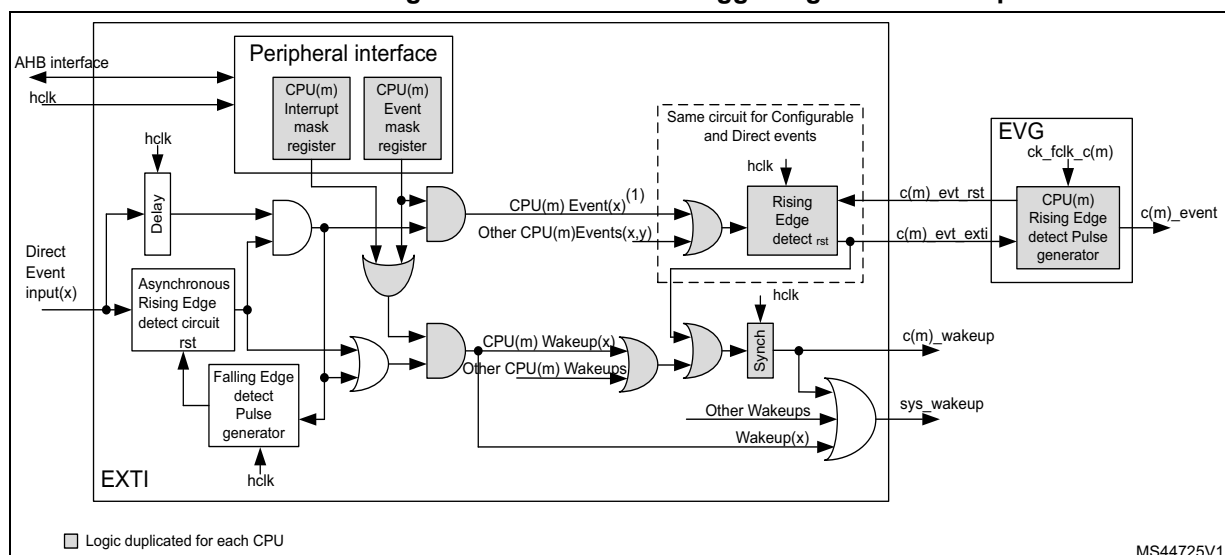 Peripheral interface
AHB interface
hclk
CPU(m)
Interrupt
mask
register
CPU(m)
Event
mask
register
Same circuit for Configurable
and Direct events
EVG
ck_fclk_c(m)
hclk
hclk
Delay
CPU(m) Event(x)(1)
Other CPU(m)Events(x,y)
Rising
Edge
detect rst
c(m)_evt_rst
c(m)_evt_exti
CPU(m)
Rising Edge
detect Pulse
generator
c(m)_event
Direct
Event
input(x)
Asynchronous
Rising Edge
detect circuit
rst
hclk
CPU(m) Wakeup(x)
Other CPU(m) Wakeups
Synch
c(m)_wakeup
Falling Edge
detect
Pulse
generator
Other Wakeups
sys_wakeup
Wakeup(x)
EXTI
hclk
Logic duplicated for each CPU
MS44725V1